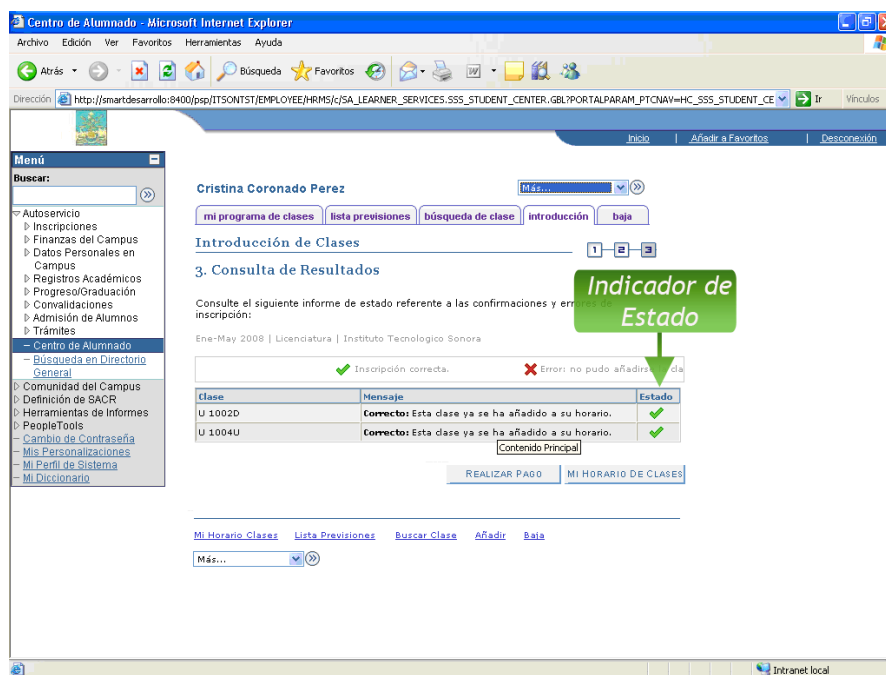 Centro de Alumnado - Microsoft Internet Explorer
Archivo Edición Ver Favoritos Herramientas Ayuda
Atrás Búsqueda Favoritos
Dirección http://smartdesarrollo:8400/psp/ITSONTST/EMPLOYEE/HRMS/c/SA_LEARNER_SERVICES.SSS_STUDENT_CENTER.GBL?PORTALPARAM_PTCNAV=HC_SSS_STUDENT_CE Ir Vínculos
Inicio | Añadir a Favoritos | Desconexión
Menú
Buscar:
Autoservicio
Inscripciones
Finanzas del Campus
Datos Personales en
Campus
Registros Académicos
Progreso/Graduación
Convalidaciones
Admisión de Alumnos
Trámites
– Centro de Alumnado
– Búsqueda en Directorio
General
Comunidad del Campus
Definición de SACR
Herramientas de Informes
PeopleTools
– Cambio de Contraseña
– Mis Personalizaciones
– Mi Perfil de Sistema
– Mi Diccionario
Cristina Coronado Perez Más...
mi programa de clases lista previsiones búsqueda de clase introducción baja
Introducción de Clases 1 2 3
3. Consulta de Resultados
Indicador de
Estado
Consulte el siguiente informe de estado referente a las confirmaciones y errores de
inscripción:
Ene-May 2008 | Licenciatura | Instituto Tecnologico Sonora
Inscripción correcta. Error: no pudo añadirse
Clase Mensaje Estado
U 1002D Correcto: Esta clase ya se ha añadido a su horario.
U 1004U Correcto: Esta clase ya se ha añadido a su horario.
Contenido Principal
REALIZAR PAGO MI HORARIO DE CLASES
Mi Horario Clases Lista Previsiones Buscar Clase Añadir Baja
Más...
Intranet local